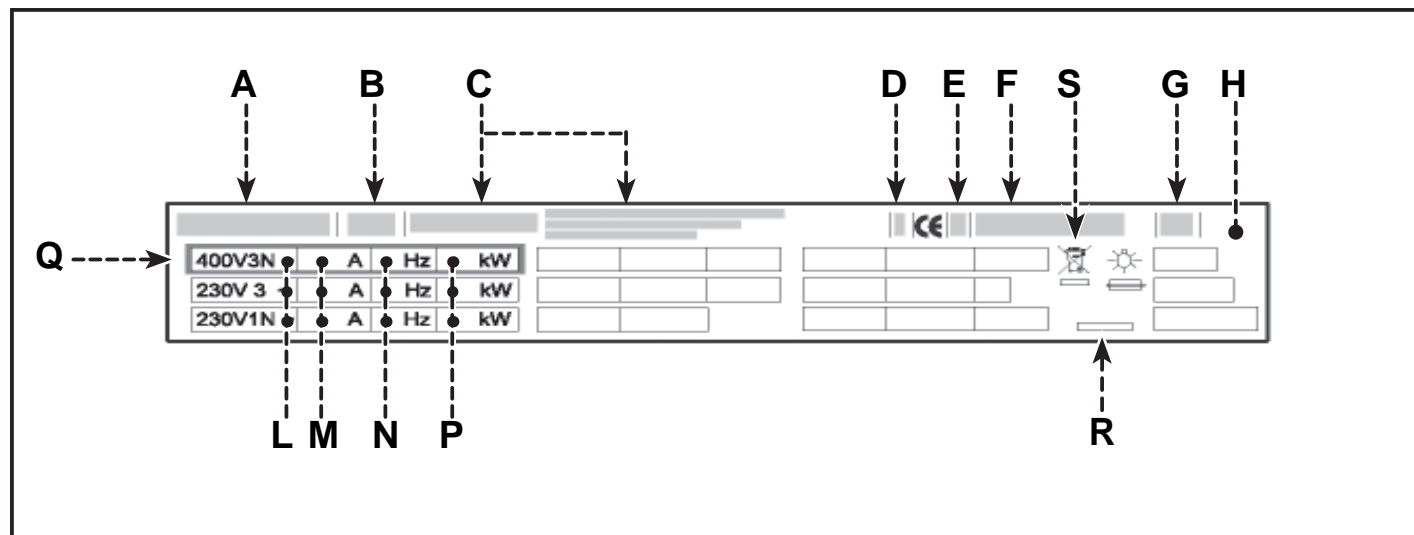 A B C D E F S G H
CE
Q
400V3N A Hz kW
230V 3 A Hz kW
230V1N A Hz kW
L M N P R